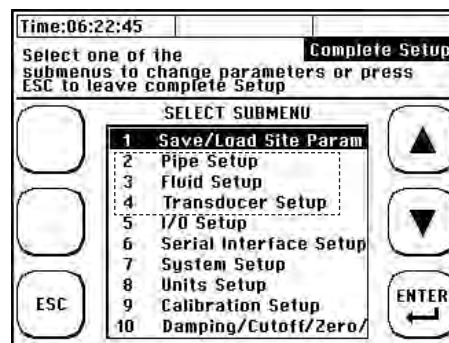 Time:06:22:45
Complete Setup
Select one of the
submenus to change parameters or press
ESC to leave complete Setup
SELECT SUBMENU
1 Save/Load Site Param
2 Pipe Setup
3 Fluid Setup
4 Transducer Setup
5 I/O Setup
6 Serial Interface Setup
7 System Setup
8 Units Setup
9 Calibration Setup
10 Damping/Cutoff/Zero/
ESC
ENTER